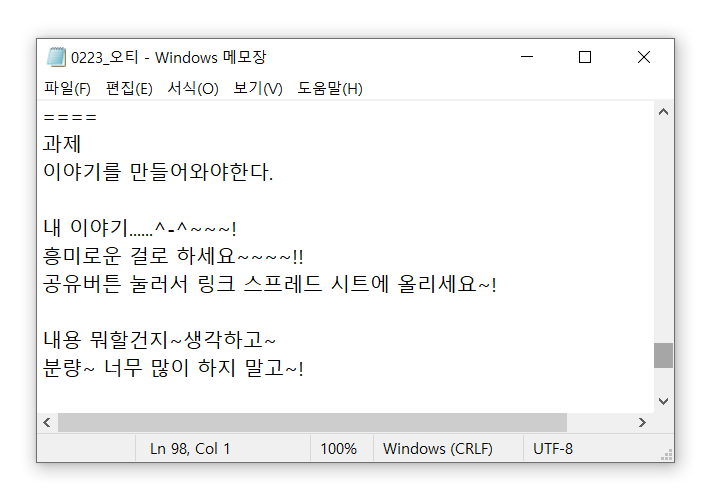 0223_오티 - Windows 메모장
파일(F) 편집(E) 서식(O) 보기(V) 도움말(H)
====
과제
이야기를 만들어와야한다.
내 이야기......^-^~~~!
흥미로운 걸로 하세요~~~~!!
공유버튼 눌러서 링크 스프레드 시트에 올리세요~!
내용 뭐할건지~생각하고~
분량~ 너무 많이 하지 말고~!
Ln 98, Col 1 100% Windows (CRLF) UTF-8